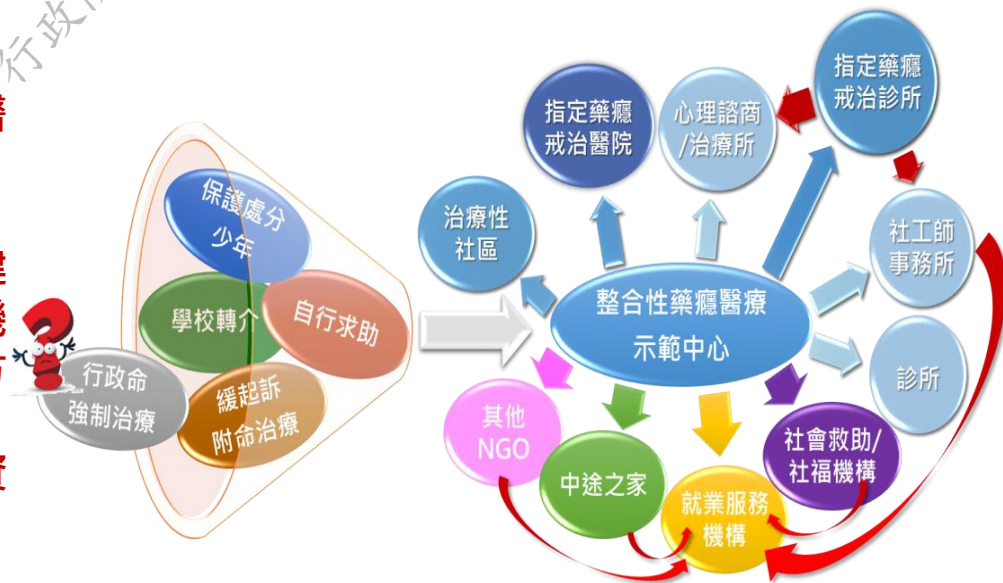 行政
保護處分
少年
學校轉介
自行求助
行政命
強制治療
緩起訴
附命治療
指定藥癮
戒治醫院
心理諮商
/治療所
指定藥癮
戒治診所
治療性
社區
社工師
事務所
整合性藥癮醫療
示範中心
診所
其他
NGO
中途之家
就業服務
機構
社會救助/
社福機構